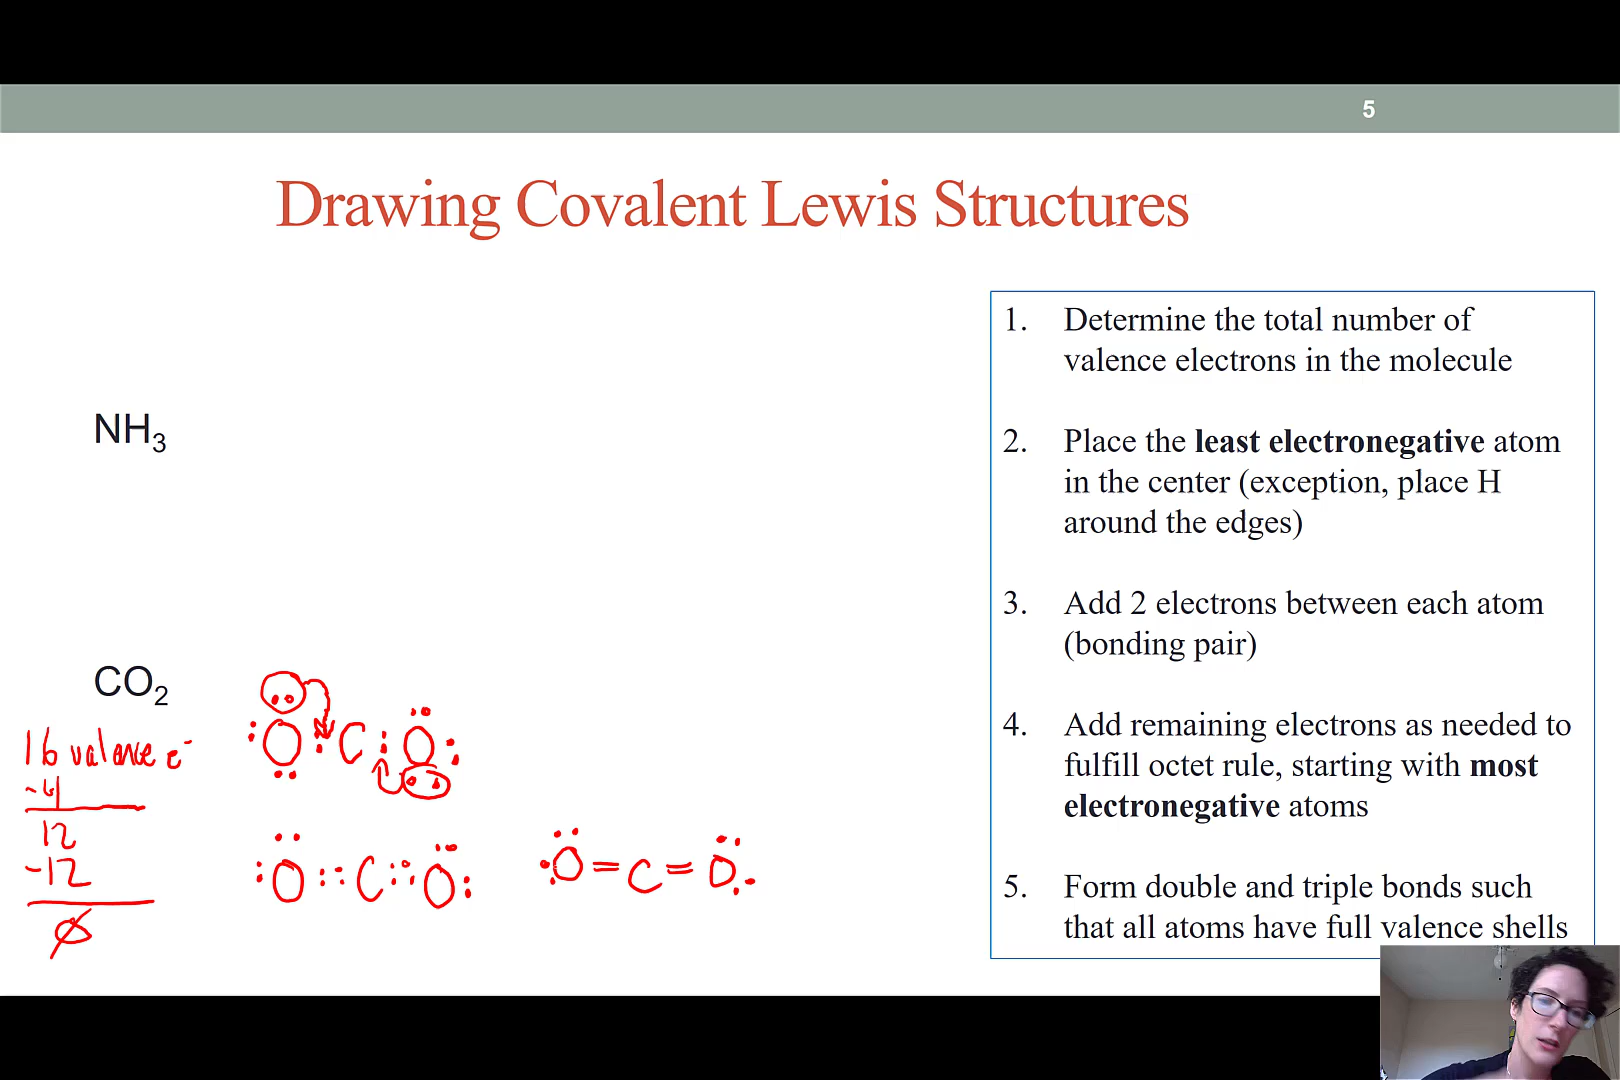 5
Drawing Covalent Lewis Structures
1. Determine the total number of
valence electrons in the molecule
2. Place the least electronegative atom
in the center (exception, place H
around the edges)
3. Add 2 electrons between each atom
(bonding pair)
4. Add remaining electrons as needed to
fulfill octet rule, starting with most
electronegative atoms
5. Form double and triple bonds such
that all atoms have full valence shells
NH₃
CO₂
16 valence e⁻
-4
12
-12
∅
:O:C:O:
:O::C::O:
:O=C=O: